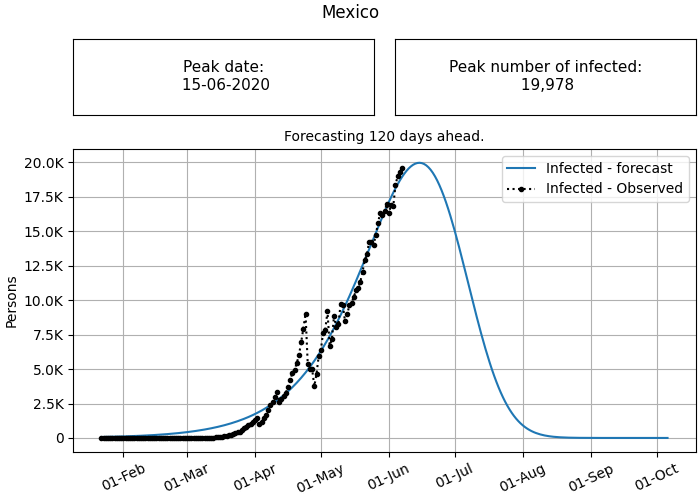 Mexico
Peak date:
15-06-2020
Peak number of infected:
19,978
Forecasting 120 days ahead.
Infected - forecast
Infected - Observed
20.0K
17.5K
15.0K
12.5K
10.0K
7.5K
5.0K
2.5K
0
Persons
01-Feb
01-Mar
01-Apr
01-May
01-Jun
01-Jul
01-Aug
01-Sep
01-Oct